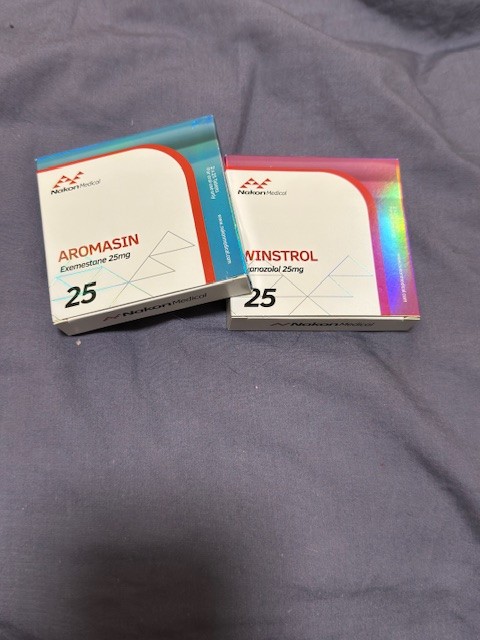 Nakon Medical
AROMASIN
Exemestane 25mg
25
Nakon Medical
Nakon Medical
WINSTROL
anozolol 25mg
25
Nakon Medical